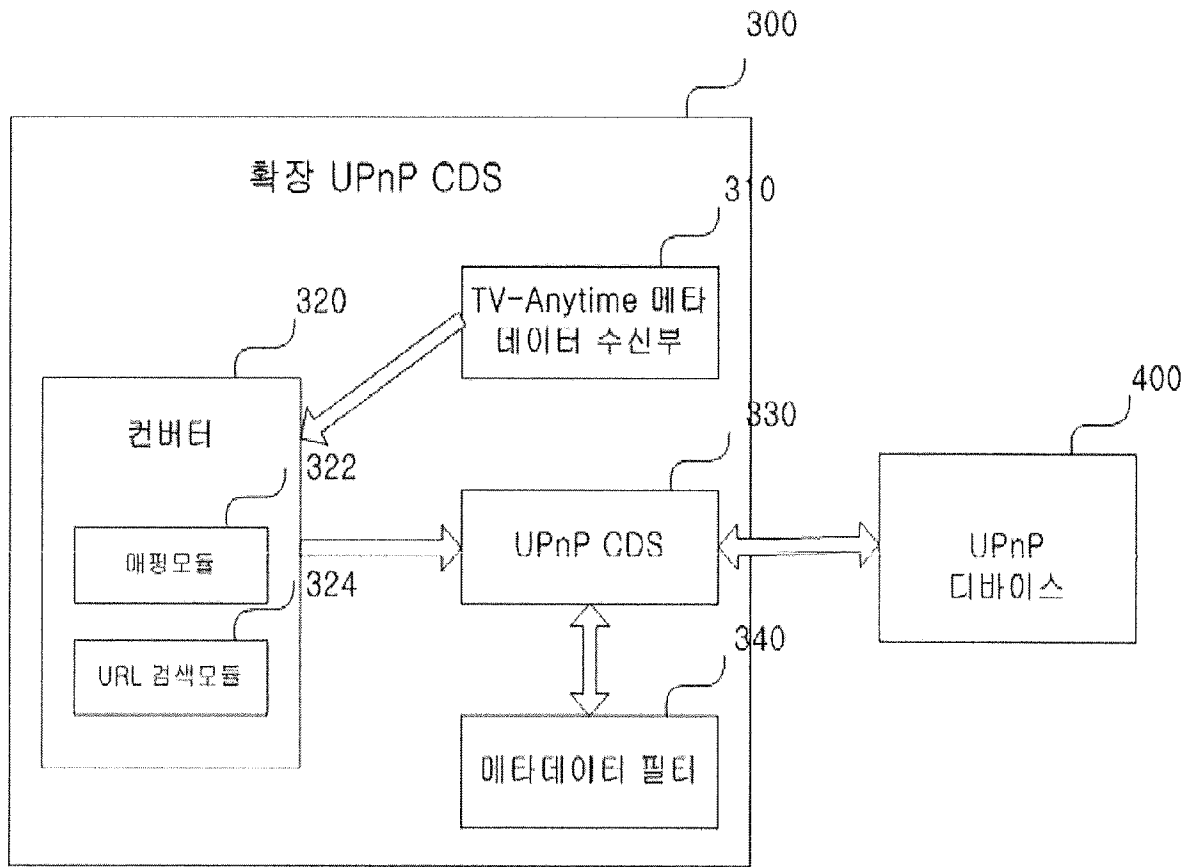 300
확장 UPnP CDS
310
TV-Anytime 메타
데이터 수신부
320
컨버터
322
매핑모듈
324
URL 검색모듈
330
UPnP CDS
340
메타데이터 필터
400
UPnP
디바이스